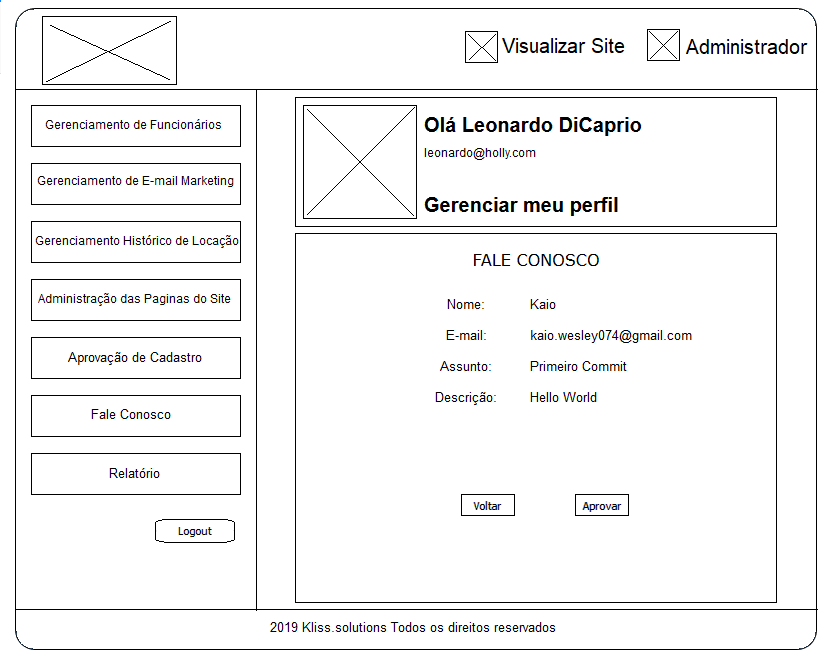 Visualizar Site
Administrador
Gerenciamento de Funcionários
Gerenciamento de E-mail Marketing
Gerenciamento Histórico de Locação
Administração das Paginas do Site
Aprovação de Cadastro
Fale Conosco
Relatório
Logout
Olá Leonardo DiCaprio
leonardo@holly.com
Gerenciar meu perfil
FALE CONOSCO
Nome: Kaio
E-mail: kaio.wesley074@gmail.com
Assunto: Primeiro Commit
Descrição: Hello World
Voltar Aprovar
2019 Kliss.solutions Todos os direitos reservados